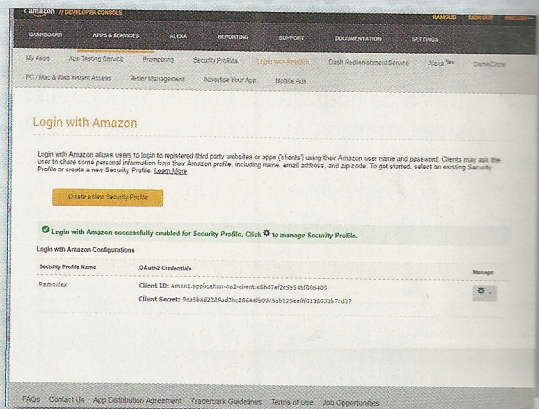 amazon // DEVELOPER CONSOLE
SIGN OUT
DASHBOARD APPS & SERVICES ALEXA REPORTING SUPPORT DOCUMENTATION SETTINGS
My Apps App Testing Service Promoting Security Profiles Login with Amazon Dash Replenishment Service GameCircle
PC / Mac & Web Instant Access Seller Management Advertise Your App Mobile Ads
Login with Amazon
Login with Amazon allows users to login to registered third party websites or apps ('clients') using their Amazon user name and password. Clients may ask the
user to share some personal information from their Amazon profile, including name, email address, and zip code. To get started, select an existing Security
Profile or create a new Security Profile. Learn More
Create a New Security Profile
Login with Amazon successfully enabled for Security Profile. Click to manage Security Profile.
Login with Amazon Configurations
Security Profile Name OAuth2 Credentials Manage
Client ID:
Client Secret:
FAQs Contact Us App Distribution Agreement Trademark Guidelines Terms of Use Job Opportunities